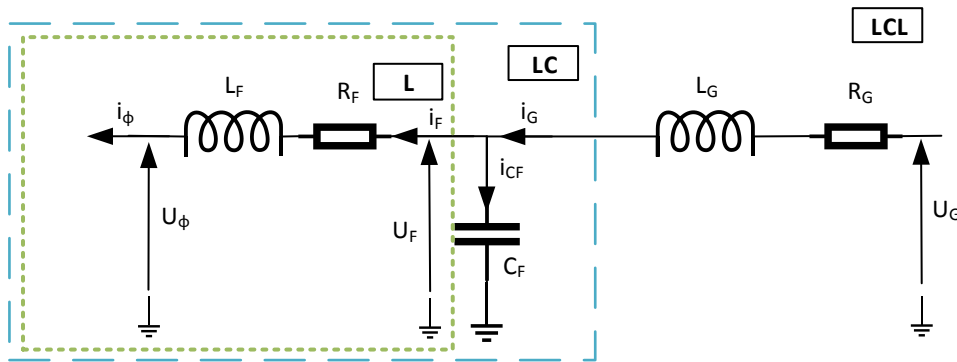 LCL
L
LC
L_F
R_F
L_G
R_G
i_ϕ
i_F
i_G
i_CF
U_ϕ
U_F
C_F
U_G